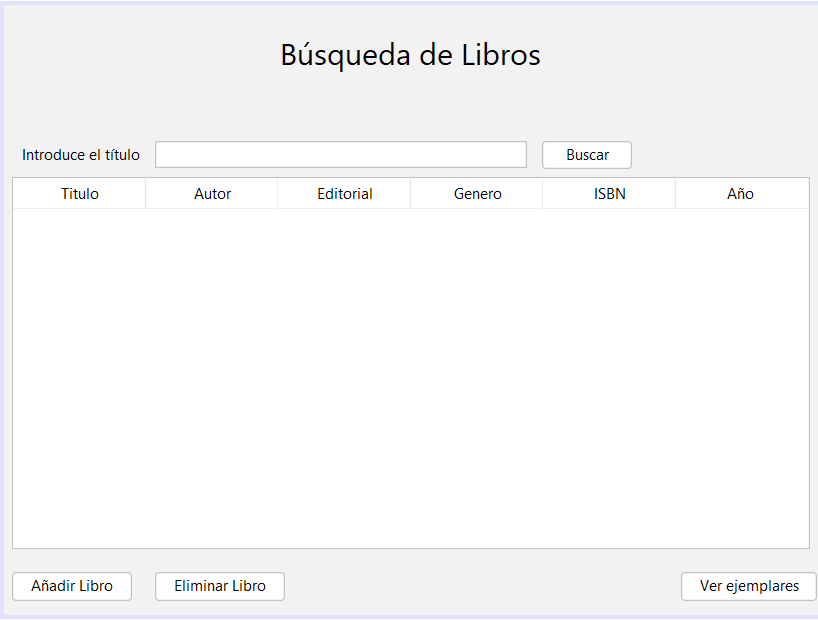 Búsqueda de Libros
Introduce el título Buscar
Titulo Autor Editorial Genero ISBN Año
Añadir Libro Eliminar Libro Ver ejemplares